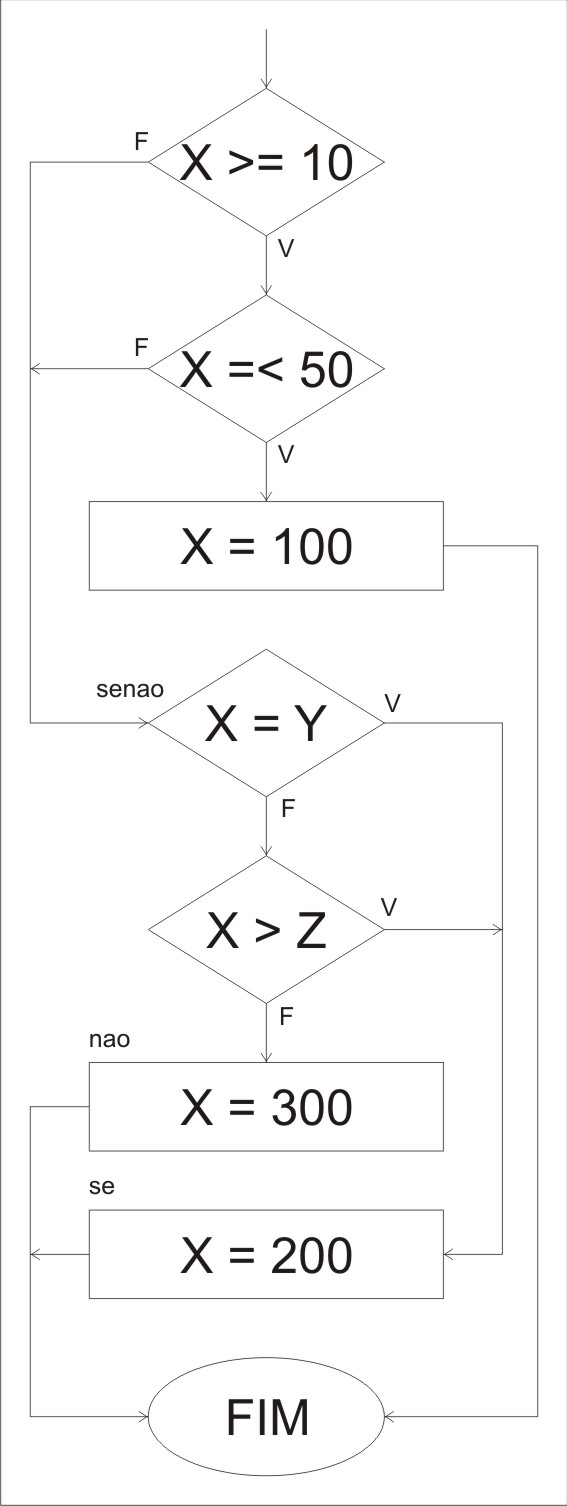 F
X >= 10
V
F
X =< 50
V
X = 100
senao
X = Y
V
F
X > Z
V
F
nao
X = 300
se
X = 200
FIM